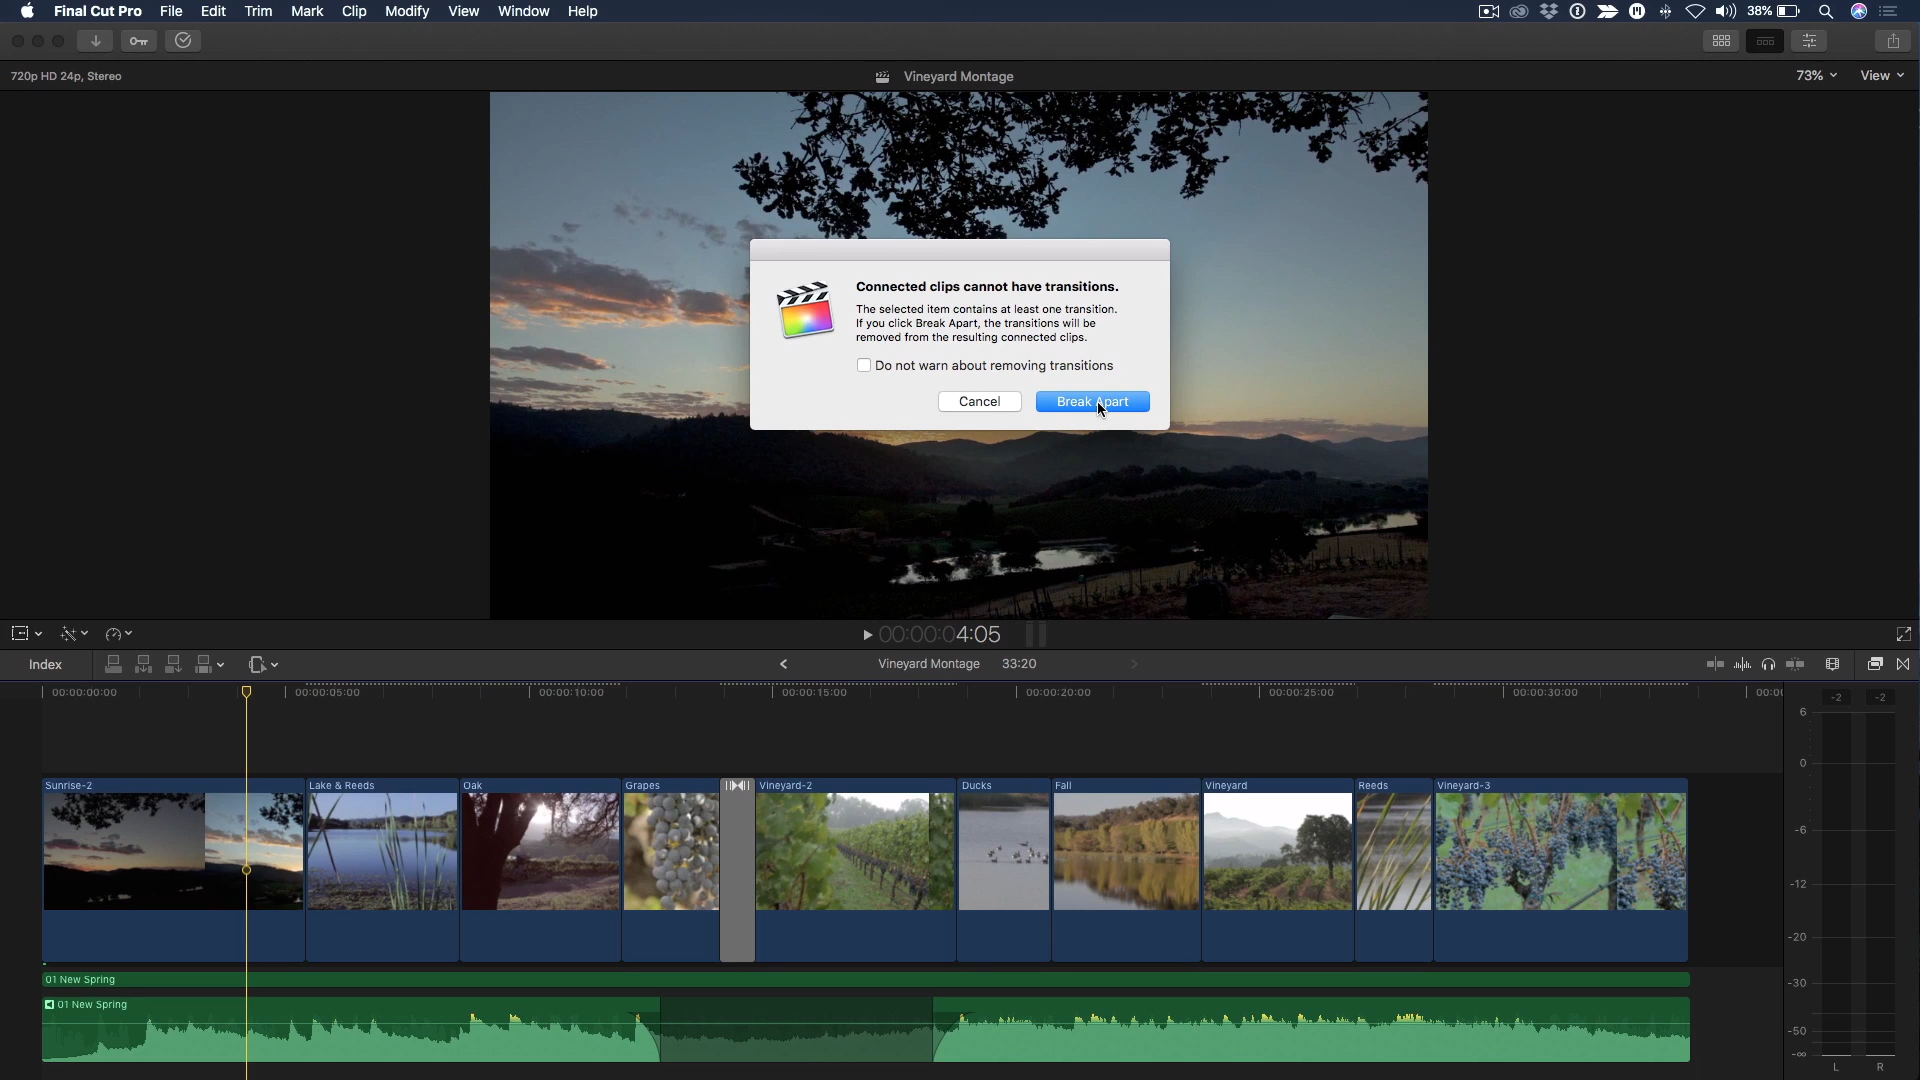 Final Cut Pro File Edit Trim Mark Clip Modify View Window Help 38%
720p HD 24p, Stereo Vineyard Montage 73% View
Connected clips cannot have transitions.
The selected item contains at least one transition.
If you click Break Apart, the transitions will be
removed from the resulting connected clips.
Do not warn about removing transitions
Cancel Break Apart
00:00:04:05
Index Vineyard Montage 33:20
00:00:00:00 00:00:05:00 00:00:10:00 00:00:15:00 00:00:20:00 00:00:25:00 00:00:30:00 00:00
-2 -2
6
0
-6
-12
-20
-30
-50
-∞
L R
Sunrise-2 Lake & Reeds Oak Grapes Vineyard-2 Ducks Fall Vineyard Reeds Vineyard-3
01 New Spring
01 New Spring